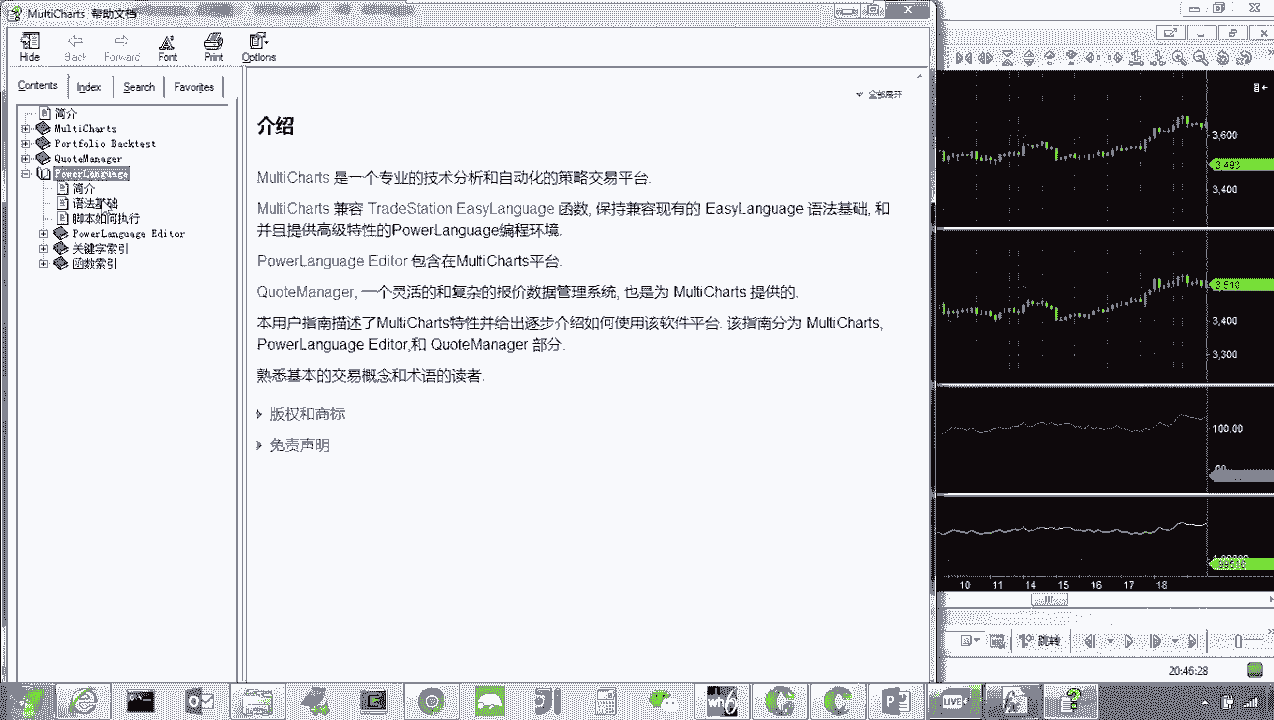 MultiCharts 帮助文档
Hide
Back
Forward
Font
Print
Options
Contents
Index
Search
Favorites
简介
MultiCharts
Portfolio Backtest
QuoteManager
PowerLanguage
简介
语法基础
脚本如何执行
PowerLanguage Editor
关键字索引
函数索引
全部展开
介绍
MultiCharts 是一个专业的技术分析和自动化的策略交易平台.
MultiCharts 兼容 TradeStation EasyLanguage 函数, 保持兼容现有的 EasyLanguage 语法基础, 和
并且提供高级特性的PowerLanguage编程环境.
PowerLanguage Editor 包含在MultiCharts平台.
QuoteManager, 一个灵活的和复杂的报价数据管理系统, 也是为 MultiCharts 提供的.
本用户指南描述了MultiCharts特性并给出逐步介绍如何使用该软件平台. 该指南分为 MultiCharts,
PowerLanguage Editor,和 QuoteManager 部分.
熟悉基本的交易概念和术语的读者.
版权和商标
免责声明
3,600
3,493
3,400
3,510
3,400
3,300
100.00
10 11 14 15 16 17 18
跳转
20:45:28
wh6
LIVE